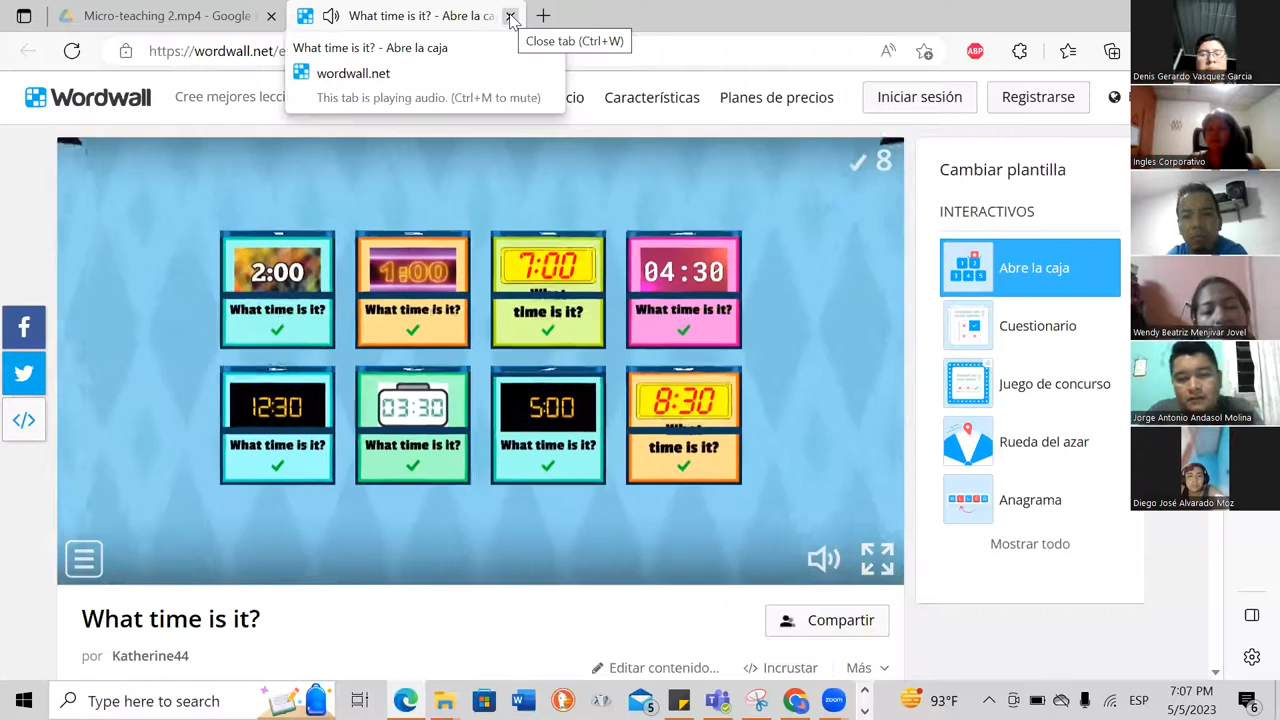 Micro-teaching 2.mp4 - Google
What time is it? - Abre la ca
Close tab (Ctrl+W)
https://wordwall.net/e
What time is it? - Abre la caja
wordwall.net
This tab is playing audio. (Ctrl+M to mute)
ABP
Wordwall
Cree mejores lecci
cio
Características
Planes de precios
Iniciar sesión
Registrarse
8
2:00
What time is it?
1:00
What time is it?
7:00
What
time is it?
04:30
What time is it?
12:30
What time is it?
03:30
What time is it?
5:00
What time is it?
8:30
What
time is it?
Cambiar plantilla
INTERACTIVOS
Abre la caja
Cuestionario
Juego de concurso
Rueda del azar
Anagrama
Mostrar todo
What time is it?
Compartir
por Katherine44
Editar contenido...
Incrustar
Más
Denis Gerardo Vasquez Garcia
Ingles Corporativo
Wendy Beatriz Menjivar Jovel
Jorge Antonio Andasol Molina
Diego José Alvarado Moz
Type here to search
5
zoom
93°F
ESP
7:07 PM
5/5/2023
6